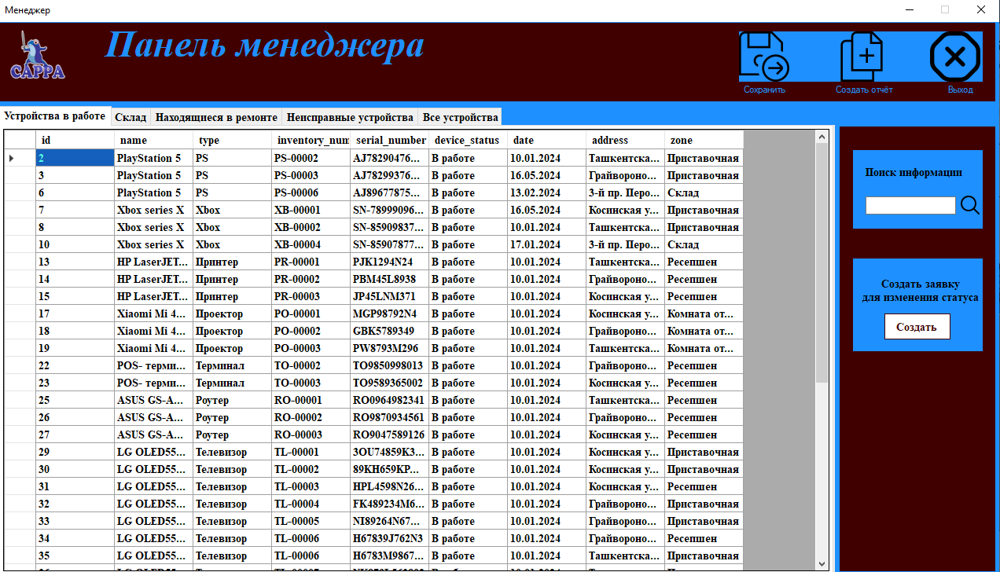 Менеджер
Панель менеджера
CAPPA
Сохранить Создать отчёт Выход
Устройства в работе Склад Находящиеся в ремонте Неисправные устройства Все устройства
id name type inventory_num serial_number device_status date address zone
2 PlayStation 5 PS PS-00002 AJ78290476... В работе 10.01.2024 Ташкентска... Приставочная
3 PlayStation 5 PS PS-00003 AJ78299376... В работе 16.05.2024 Грайвороно... Приставочная
6 PlayStation 5 PS PS-00006 AJ89677875... В работе 13.02.2024 3-й пр. Перо... Склад
7 Xbox series X Xbox XB-00001 SN-78999096... В работе 16.05.2024 Косинская у... Приставочная
8 Xbox series X Xbox XB-00002 SN-85909837... В работе 10.01.2024 Ташкентска... Приставочная
10 Xbox series X Xbox XB-00004 SN-85907877... В работе 17.01.2024 3-й пр. Перо... Склад
13 HP LaserJET... Принтер PR-00001 PJK1294N24 В работе 10.01.2024 Ташкентска... Ресепшен
14 HP LaserJET... Принтер PR-00002 PBM45L8938 В работе 10.01.2024 Грайвороно... Ресепшен
15 HP LaserJET... Принтер PR-00003 JP45LNM371 В работе 10.01.2024 Косинская у... Ресепшен
17 Xiaomi Mi 4... Проектор PO-00001 MGP98792N4 В работе 10.01.2024 Косинская у... Комната от...
18 Xiaomi Mi 4... Проектор PO-00002 GBK5789349 В работе 10.01.2024 Грайвороно... Комната от...
19 Xiaomi Mi 4... Проектор PO-00003 PW8793M296 В работе 10.01.2024 Ташкентска... Комната от...
22 POS- терми... Терминал TO-00002 TO9850998013 В работе 10.01.2024 Грайвороно... Ресепшен
23 POS- терми... Терминал TO-00003 TO9589365002 В работе 10.01.2024 Косинская у... Ресепшен
25 ASUS GS-A... Роутер RO-00001 RO0964982341 В работе 10.01.2024 Ташкентска... Ресепшен
26 ASUS GS-A... Роутер RO-00002 RO9870934561 В работе 10.01.2024 Грайвороно... Ресепшен
27 ASUS GS-A... Роутер RO-00003 RO9047589126 В работе 10.01.2024 Косинская у... Ресепшен
29 LG OLED55... Телевизор TL-00001 3OU74859K3... В работе 10.01.2024 Косинская у... Приставочная
30 LG OLED55... Телевизор TL-00002 89KH659KP... В работе 10.01.2024 Косинская у... Приставочная
31 LG OLED55... Телевизор TL-00003 HPL4598N26... В работе 10.01.2024 Косинская у... Ресепшен
32 LG OLED55... Телевизор TL-00004 FK489234M6... В работе 10.01.2024 Грайвороно... Приставочная
33 LG OLED55... Телевизор TL-00005 NI89264N67... В работе 10.01.2024 Грайвороно... Приставочная
34 LG OLED55... Телевизор TL-00006 H67839J762N3 В работе 10.01.2024 Грайвороно... Ресепшен
35 LG OLED55... Телевизор TL-00006 H6783M9867... В работе 10.01.2024 Ташкентска... Приставочная
Поиск информации
Создать заявку
для изменения статуса
Создать